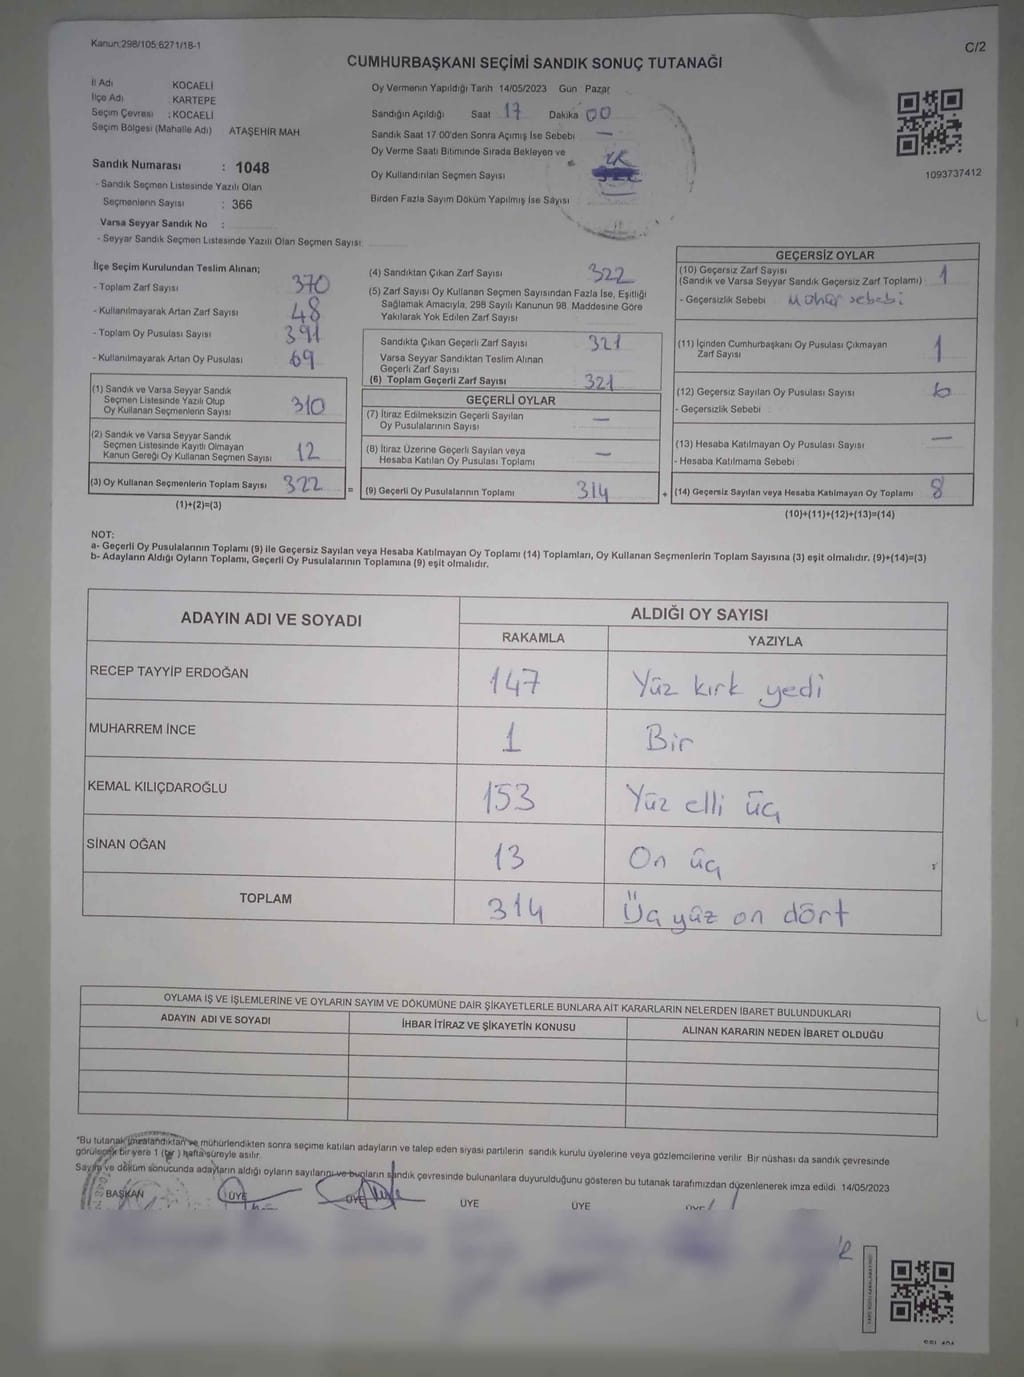 Kanun:298/105;6271/18-1
C/2
CUMHURBAŞKANI SEÇİMİ SANDIK SONUÇ TUTANAĞI
İl Adı KOCAELİ
İlçe Adı KARTEPE
Seçim Çevresi : KOCAELİ
Seçim Bölgesi (Mahalle Adı) ATAŞEHİR MAH
Sandık Numarası : 1048
- Sandık Seçmen Listesinde Yazılı Olan
Seçmenlerin Sayısı : 366
Varsa Seyyar Sandık No :
- Seyyar Sandık Seçmen Listesinde Yazılı Olan Seçmen Sayısı
Oy Vermenin Yapıldığı Tarih 14/05/2023 Gün Pazar
Sandığın Açıldığı Saat 17 Dakika 00
Sandık Saat 17 00'den Sonra Açımış İse Sebebi —
Oy Verme Saati Bitiminde Sırada Bekleyen ve
Oy Kullandırılan Seçmen Sayısı
Birden Fazla Sayım Döküm Yapılmış İse Sayısı
1093737412
İlçe Seçim Kurulundan Teslim Alınan;
- Toplam Zarf Sayısı 370
- Kullanılmayarak Artan Zarf Sayısı 48
- Toplam Oy Pusulası Sayısı 391
- Kullanılmayarak Artan Oy Pusulası 69
(1) Sandık ve Varsa Seyyar Sandık
Seçmen Listesinde Yazılı Olup
Oy Kullanan Seçmenlerin Sayısı 310
(2) Sandık ve Varsa Seyyar Sandık
Seçmen Listesinde Kayıtlı Olmayan
Kanun Gereği Oy Kullanan Seçmen Sayısı 12
(3) Oy Kullanan Seçmenlerin Toplam Sayısı 322
(1)+(2)=(3)
(4) Sandıktan Çıkan Zarf Sayısı 322
(5) Zarf Sayısı Oy Kullanan Seçmen Sayısından Fazla İse, Eşitliği
Sağlamak Amacıyla, 298 Sayılı Kanunun 98. Maddesine Göre
Yakılarak Yok Edilen Zarf Sayısı
Sandıkta Çıkan Geçerli Zarf Sayısı 321
Varsa Seyyar Sandıktan Teslim Alınan
Geçerli Zarf Sayısı
(6) Toplam Geçerli Zarf Sayısı 321
GEÇERLİ OYLAR
(7) İtiraz Edilmeksizin Geçerli Sayılan
Oy Pusulalarının Sayısı —
(8) İtiraz Üzerine Geçerli Sayılan veya
Hesaba Katılan Oy Pusulası Toplamı —
= (9) Geçerli Oy Pusulalarının Toplamı 314
GEÇERSİZ OYLAR
(10) Geçersiz Zarf Sayısı
(Sandık ve Varsa Seyyar Sandık Geçersiz Zarf Toplamı) 1
- Geçersizlik Sebebi Mühür sebebi
(11) İçinden Cumhurbaşkanı Oy Pusulası Çıkmayan
Zarf Sayısı 1
(12) Geçersiz Sayılan Oy Pusulası Sayısı 6
- Geçersizlik Sebebi
(13) Hesaba Katılmayan Oy Pusulası Sayısı —
- Hesaba Katılmama Sebebi
+ (14) Geçersiz Sayılan veya Hesaba Katılmayan Oy Toplamı 8
(10)+(11)+(12)+(13)=(14)
NOT:
a- Geçerli Oy Pusulalarının Toplamı (9) ile Geçersiz Sayılan veya Hesaba Katılmayan Oy Toplamı (14) Toplamları, Oy Kullanan Seçmenlerin Toplam Sayısına (3) eşit olmalıdır. (9)+(14)=(3)
b- Adayların Aldığı Oyların Toplamı, Geçerli Oy Pusulalarının Toplamına (9) eşit olmalıdır.
ADAYIN ADI VE SOYADI ALDIĞI OY SAYISI
RAKAMLA YAZIYLA
RECEP TAYYİP ERDOĞAN 147 Yüz kırk yedi
MUHARREM İNCE 1 Bir
KEMAL KILIÇDAROĞLU 153 Yüz elli üç
SİNAN OĞAN 13 On üç
TOPLAM 314 Üç yüz on dört
OYLAMA İŞ VE İŞLEMLERİNE VE OYLARIN SAYIM VE DÖKÜMÜNE DAİR ŞİKAYETLERLE BUNLARA AİT KARARLARIN NELERDEN İBARET BULUNDUKLARI
ADAYIN ADI VE SOYADI İHBAR İTİRAZ VE ŞİKAYETİN KONUSU ALINAN KARARIN NEDEN İBARET OLDUĞU
*Bu tutanak imzalandıktan ve mühürlendikten sonra seçime katılan adayların ve talep eden siyasi partilerin sandık kurulu üyelerine veya gözlemcilerine verilir. Bir nüshası da sandık çevresinde
görülecek bir yere 1 (bir ) hafta süreyle asılır.
Sayım ve döküm sonucunda adayların aldığı oyların sayılarını ve bunların sandık çevresinde bulunanlara duyurulduğunu gösteren bu tutanak tarafımızdan düzenlenerek imza edildi. 14/05/2023
BAŞKAN ÜYE ÜYE ÜYE ÜYE